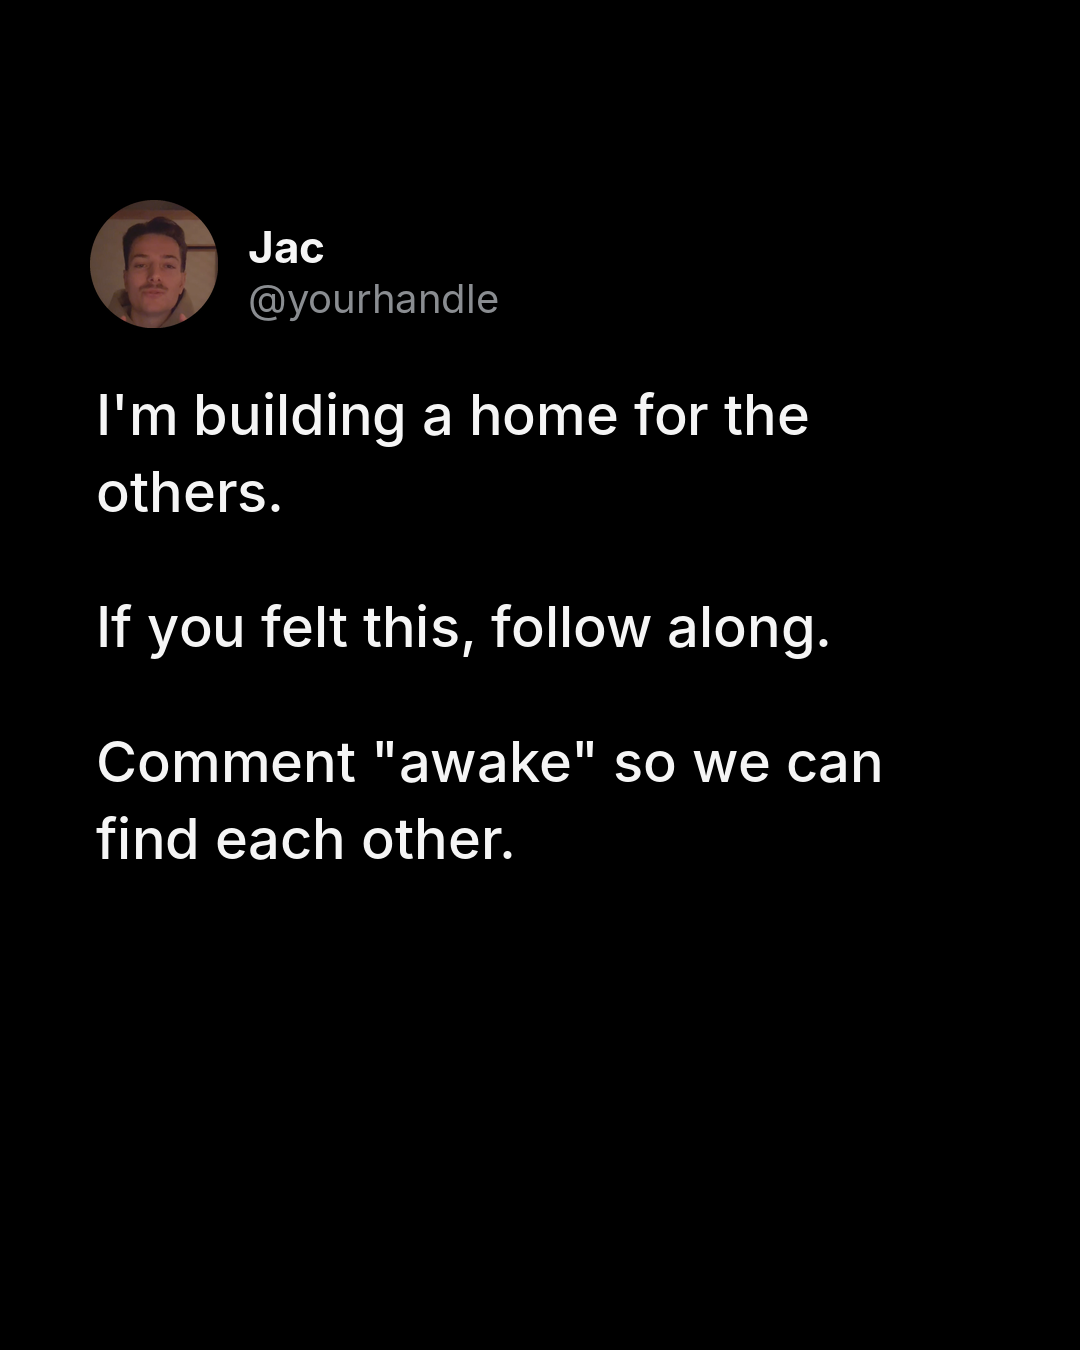 Jac
@yourhandle
I'm building a home for the
others.
If you felt this, follow along.
Comment "awake" so we can
find each other.